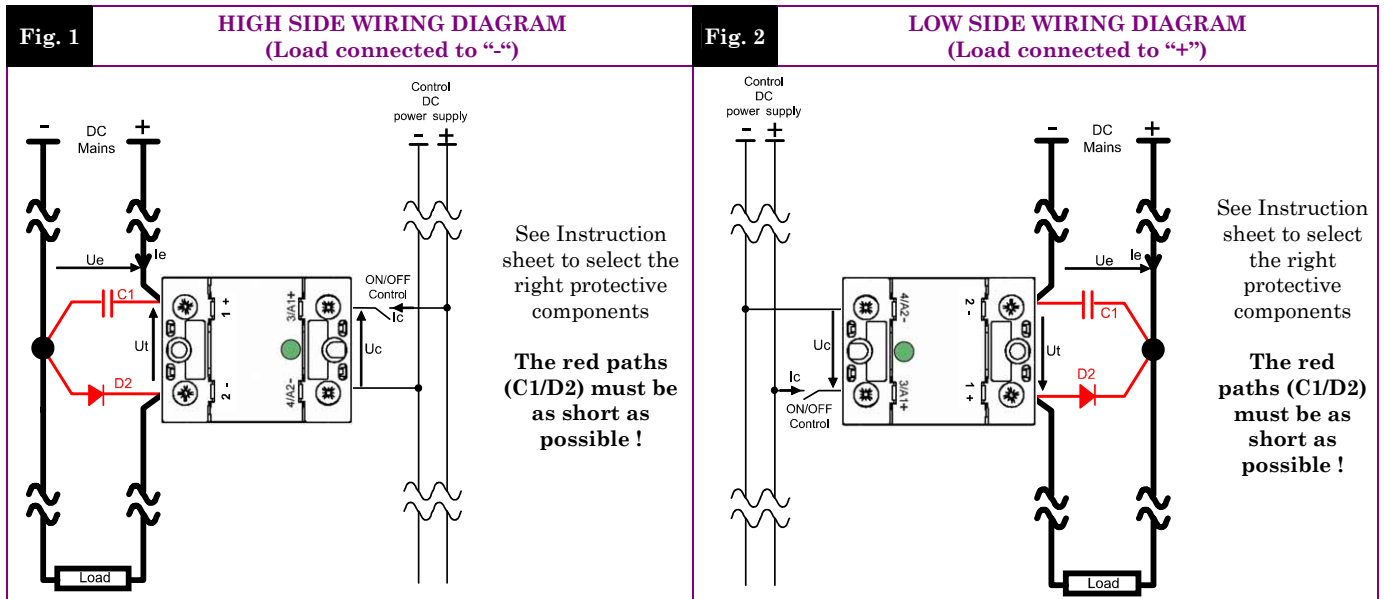 Fig. 1
HIGH SIDE WIRING DIAGRAM
(Load connected to “-“)
Control
DC
power supply
- +
- +
DC
Mains
Ue
Ie
C1
Ut
D2
1 +
2 -
3/A1+
4/A2-
ON/OFF
Control
Ic
Uc
Load
See Instruction
sheet to select the
right protective
components
The red paths
(C1/D2) must be
as short as
possible !
Fig. 2
LOW SIDE WIRING DIAGRAM
(Load connected to “+”)
Control
DC
power supply
- +
- +
DC
Mains
Ue
Ie
4/A2-
3/A1+
2 -
1 +
Uc
Ic
ON/OFF
Control
C1
Ut
D2
Load
See Instruction
sheet to select
the right
protective
components
The red
paths (C1/D2)
must be as
short as
possible !